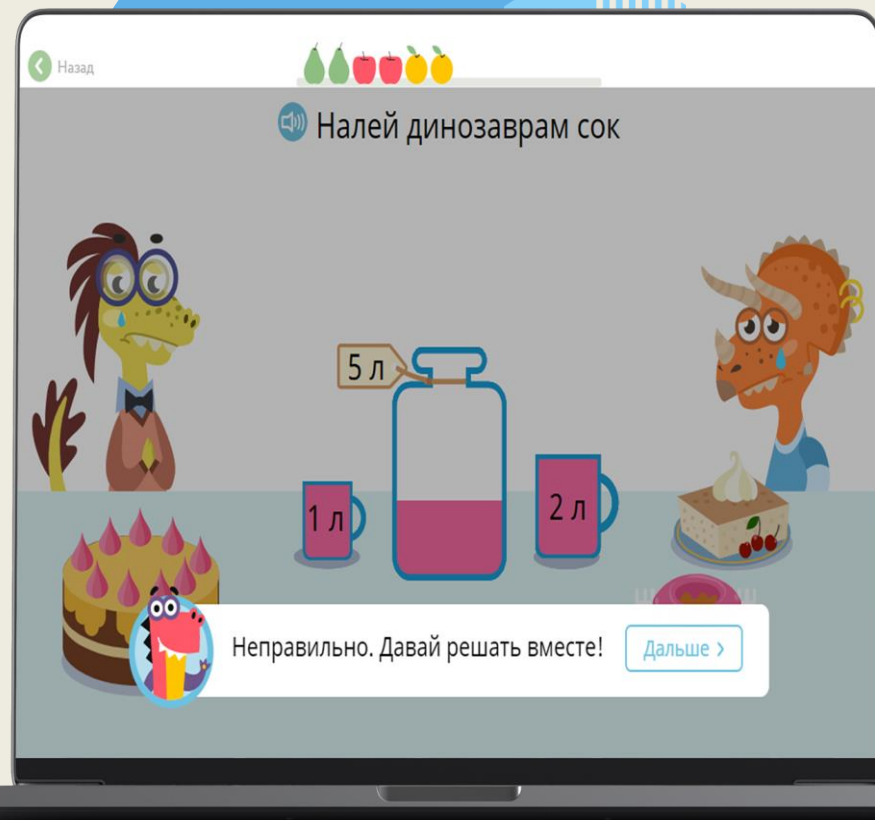 Назад
Налей динозаврам сок
5 л
1 л
2 л
Неправильно. Давай решать вместе!
Дальше >